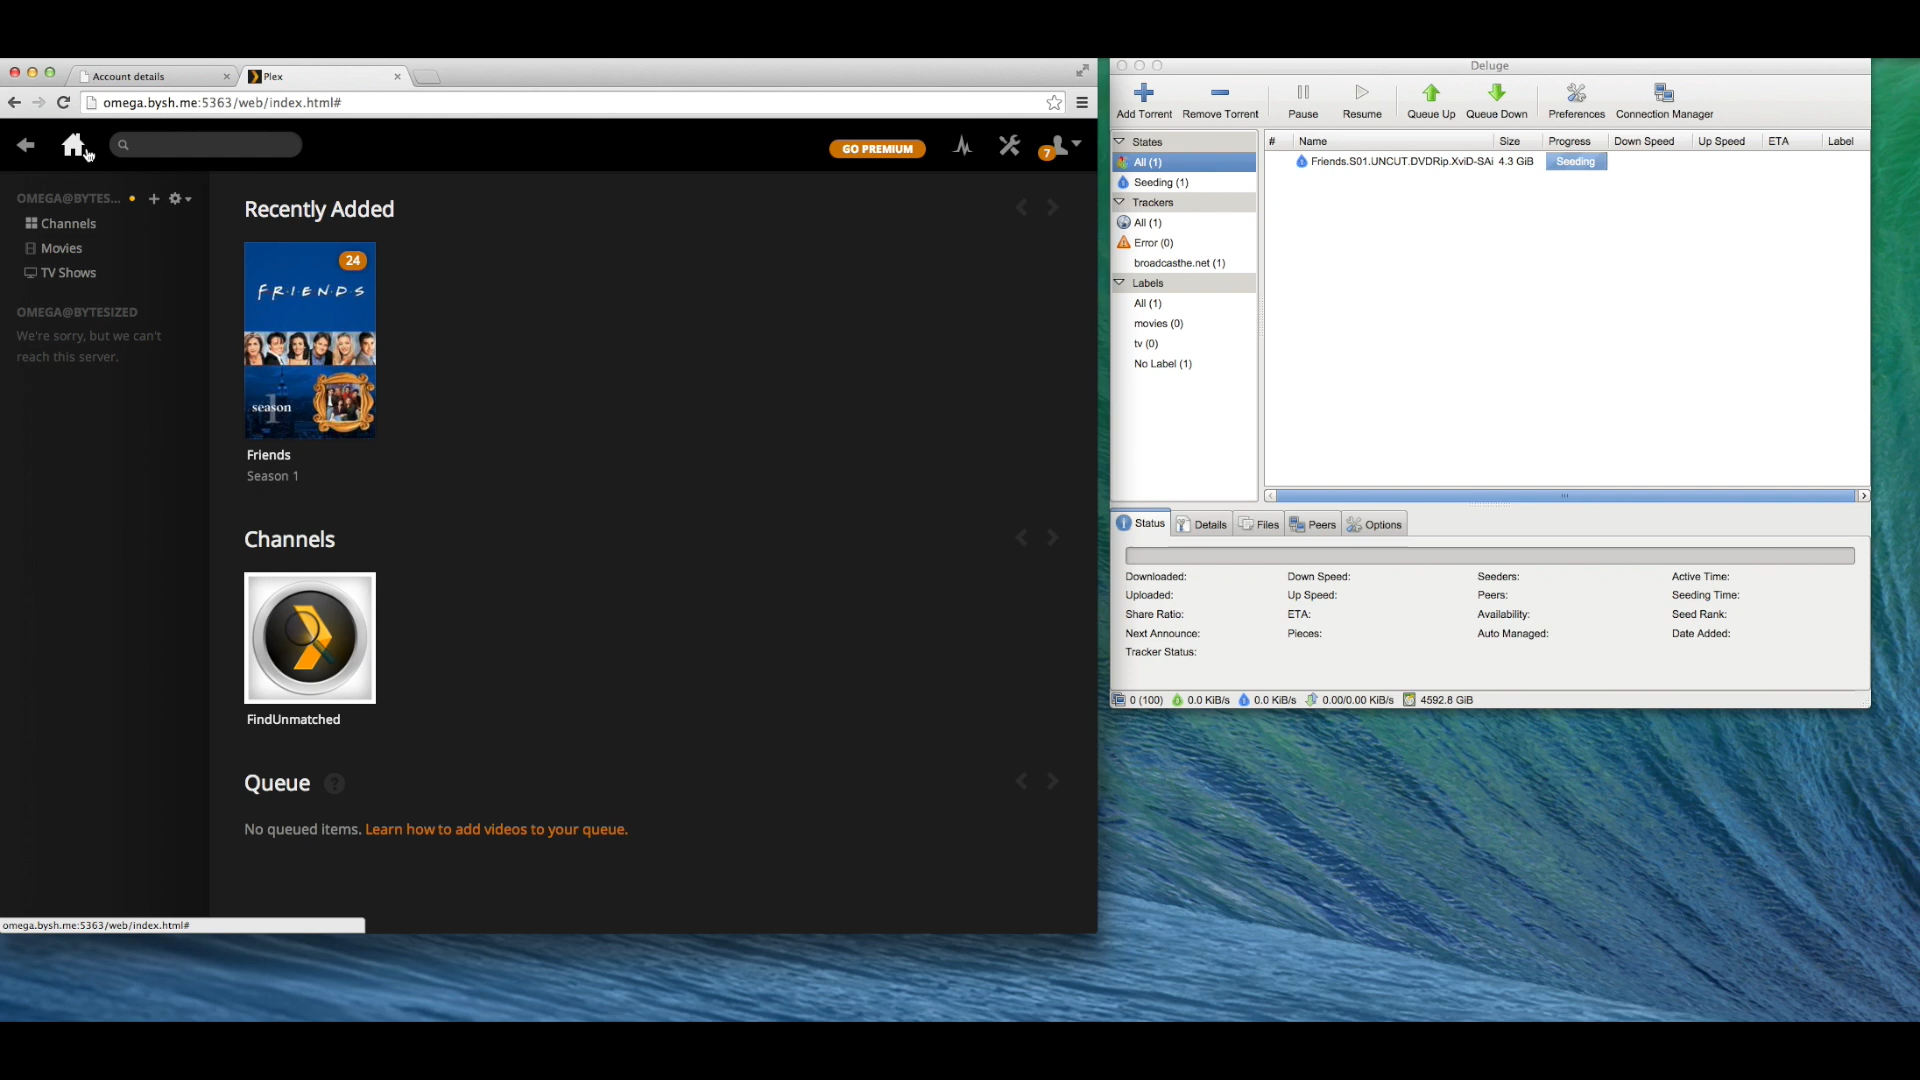 Account details
Plex
omega.bysh.me:5363/web/index.html#
GO PREMIUM
7
OMEGA@BYTES...
Channels
Movies
TV Shows
OMEGA@BYTESIZED
We're sorry, but we can't
reach this server.
Recently Added
24
FRIENDS
season 1
Friends
Season 1
Channels
FindUnmatched
Queue ?
No queued items. Learn how to add videos to your queue.
omega.bysh.me:5363/web/index.html#
Deluge
Add Torrent Remove Torrent Pause Resume Queue Up Queue Down Preferences Connection Manager
States
All (1)
Seeding (1)
Trackers
All (1)
Error (0)
broadcasthe.net (1)
Labels
All (1)
movies (0)
tv (0)
No Label (1)
# Name Size Progress Down Speed Up Speed ETA Label
Friends.S01.UNCUT.DVDRip.XviD-SAi 4.3 GiB Seeding
Status Details Files Peers Options
Downloaded: Down Speed: Seeders: Active Time:
Uploaded: Up Speed: Peers: Seeding Time:
Share Ratio: ETA: Availability: Seed Rank:
Next Announce: Pieces: Auto Managed: Date Added:
Tracker Status:
0 (100) 0.0 KiB/s 0.0 KiB/s 0.00/0.00 KiB/s 4592.8 GiB